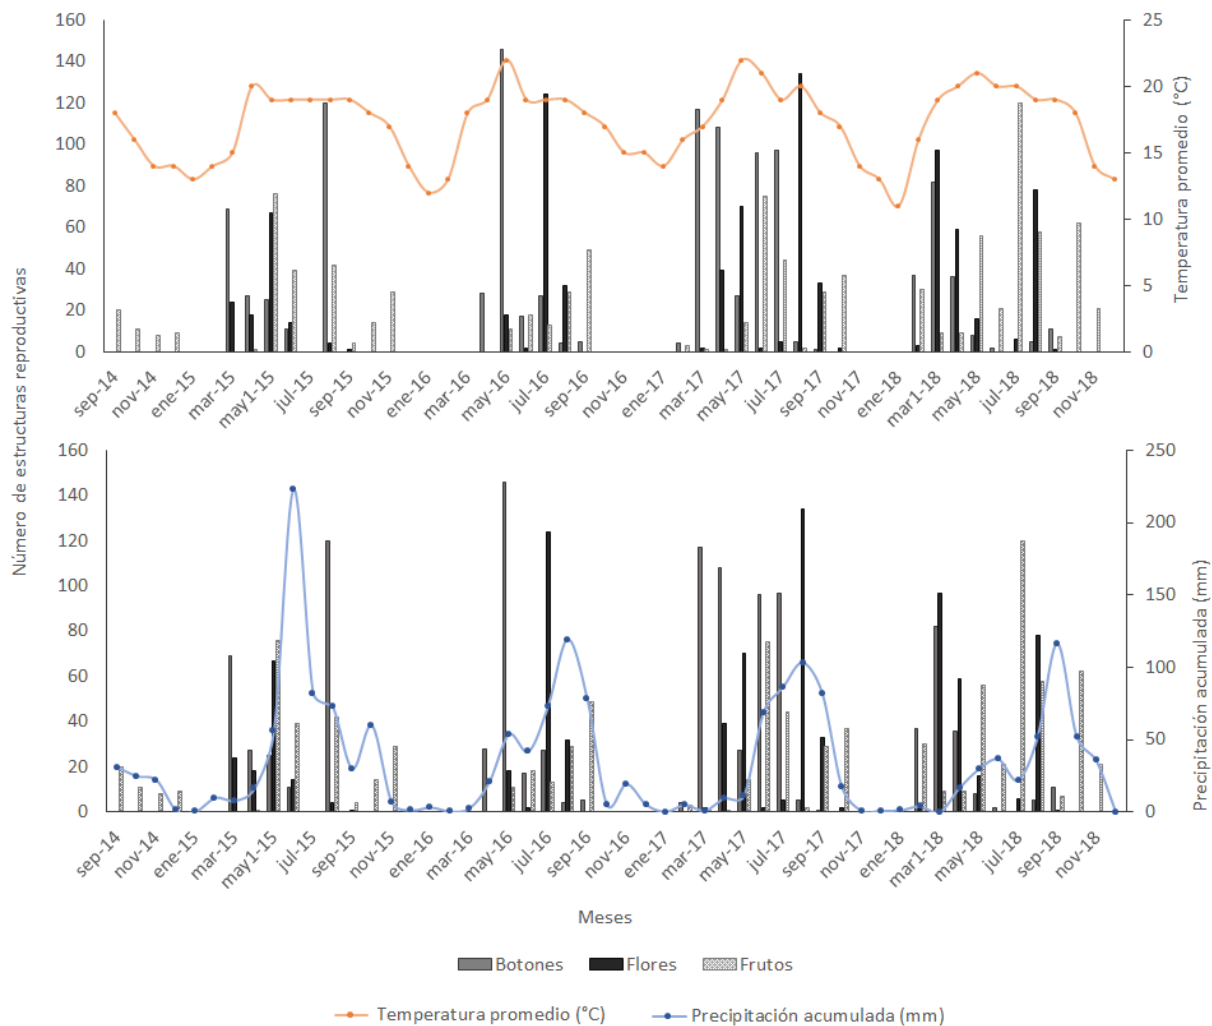 160
140
120
100
80
60
40
20
0
25
20
15
10
5
0
Temperatura promedio (°C)
sep-14
nov-14
ene-15
mar-15
may1-15
jul-15
sep-15
nov-15
ene-16
mar-16
may-16
jul-16
sep-16
nov-16
ene-17
mar-17
may-17
jul-17
sep-17
nov-17
ene-18
mar1-18
may-18
jul-18
sep-18
nov-18
Número de estructuras reproductivas
160
140
120
100
80
60
40
20
0
250
200
150
100
50
0
Precipitación acumulada (mm)
sep-14
nov-14
ene-15
mar-15
may1-15
jul-15
sep-15
nov-15
ene-16
mar-16
may-16
jul-16
sep-16
nov-16
ene-17
mar-17
may-17
jul-17
sep-17
nov-17
ene-18
mar1-18
may-18
jul-18
sep-18
nov-18
Meses
Botones Flores Frutos
Temperatura promedio (°C) Precipitación acumulada (mm)